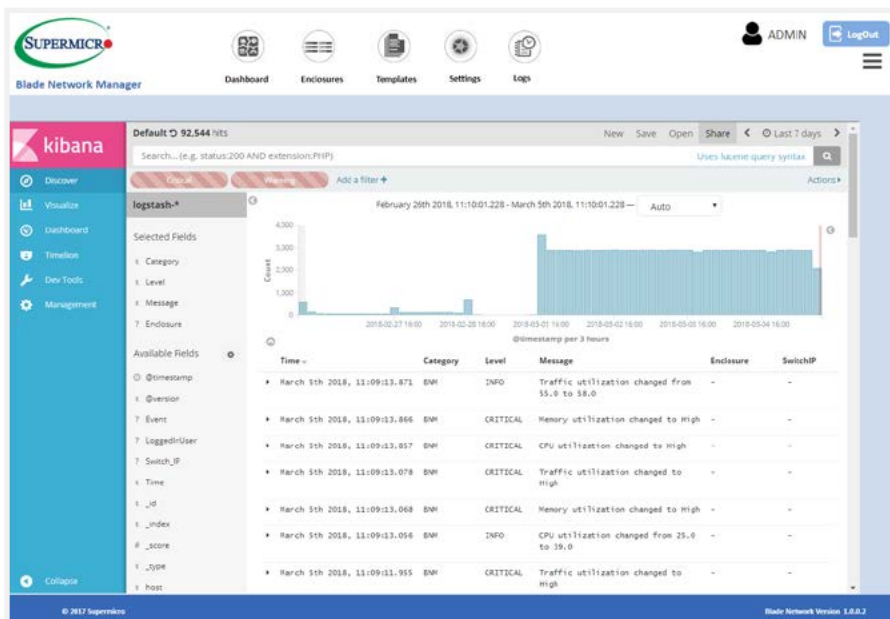 SUPERMICR
Blade Network Manager
Dashboard
Enclosures
Templates
Settings
Logs
ADMIN
LogOut
kibana
Discover
Visualize
Dashboard
Timelion
Dev Tools
Management
Collapse
Default 92,544 hits
New Save Open Share Last 7 days
Search... (e.g. status:200 AND extension:PHP)
Uses lucene query syntax
Critical
Warning
Add a filter
Actions
logstash-*
Selected Fields
t Category
t Level
t Message
? Enclosure
Available Fields
@timestamp
t @version
? Event
? LoggedInUser
? Switch_IP
t Time
t _id
t _index
# _score
t _type
t host
February 26th 2018, 11:10:01.228 - March 5th 2018, 11:10:01.228 — Auto
Count
4,000
3,000
2,000
1,000
0
2018-02-27 16:00 2018-02-28 16:00 2018-03-01 16:00 2018-03-02 16:00 2018-03-03 16:00 2018-03-04 16:00
@timestamp per 3 hours
Time Category Level Message Enclosure SwitchIP
March 5th 2018, 11:09:13.871 BNM INFO Traffic utilization changed from - -
55.0 to 58.0
March 5th 2018, 11:09:13.866 BNM CRITICAL Memory utilization changed to High - -
March 5th 2018, 11:09:13.857 BNM CRITICAL CPU utilization changed to High - -
March 5th 2018, 11:09:13.078 BNM CRITICAL Traffic utilization changed to - -
High
March 5th 2018, 11:09:13.068 BNM CRITICAL Memory utilization changed to High - -
March 5th 2018, 11:09:13.056 BNM INFO CPU utilization changed from 25.0 - -
to 39.0
March 5th 2018, 11:09:11.955 BNM CRITICAL Traffic utilization changed to - -
High
© 2017 Supermicro
Blade Network Version 1.0.0.2